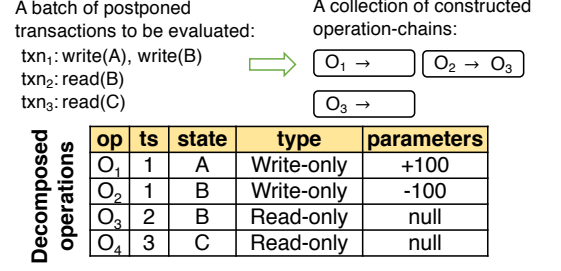 A batch of postponed
transactions to be evaluated:
txn1: write(A), write(B)
txn2: read(B)
txn3: read(C)
A collection of constructed
operation-chains:
O1 →
O2 → O3
O3 →
Decomposed
operations
op ts state type parameters
O1 1 A Write-only +100
O2 1 B Write-only -100
O3 2 B Read-only null
O4 3 C Read-only null